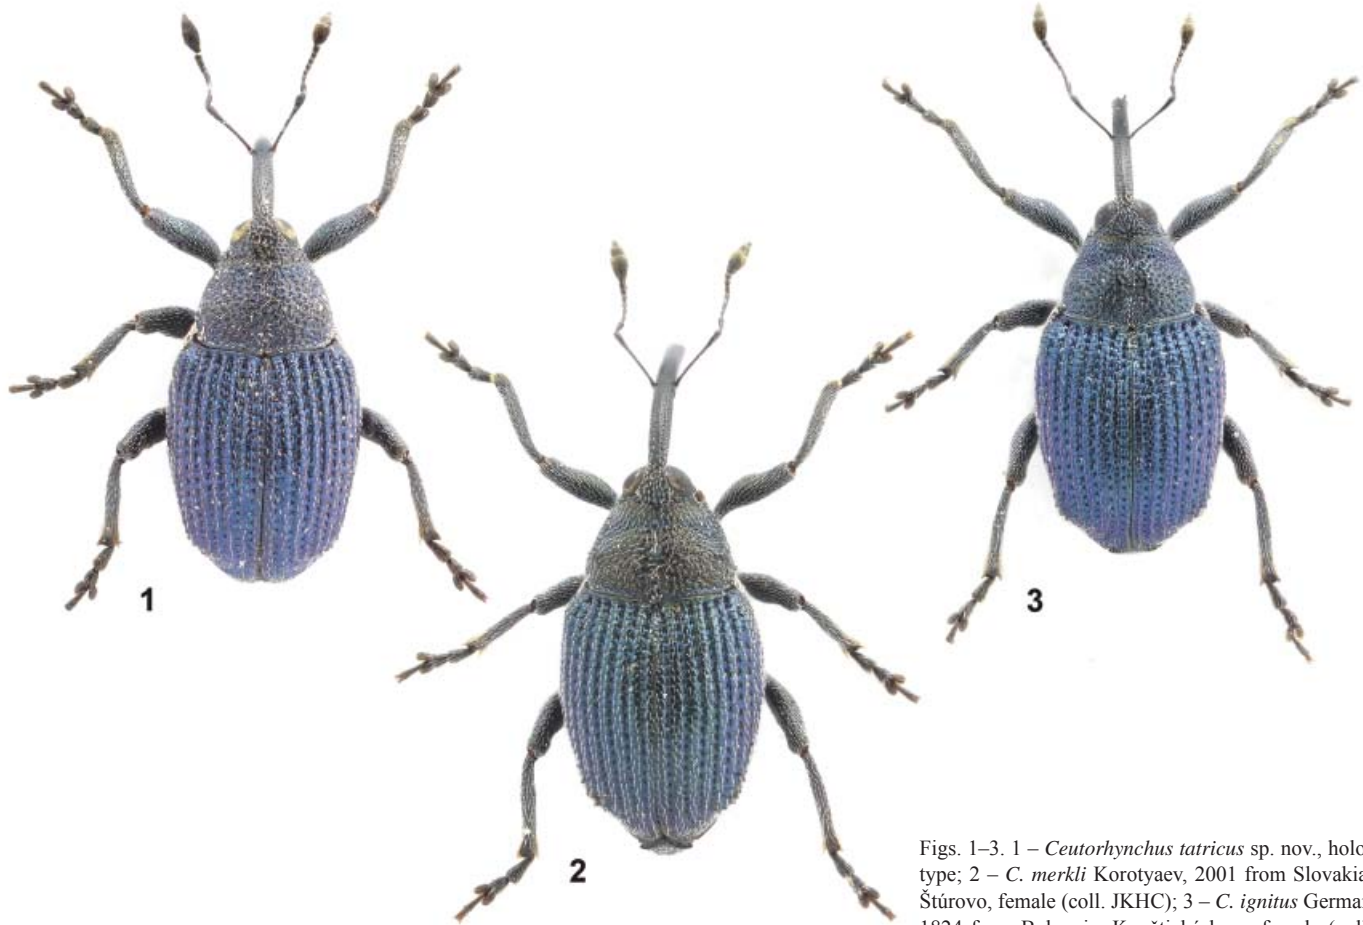 1
2
3
Figs. 1–3. 1 – Ceutorhynchus tatricus sp. nov., holo
type; 2 – C. merkli Korotyaev, 2001 from Slovakia
Štúrovo, female (coll. JKHC); 3 – C. ignitus Germar